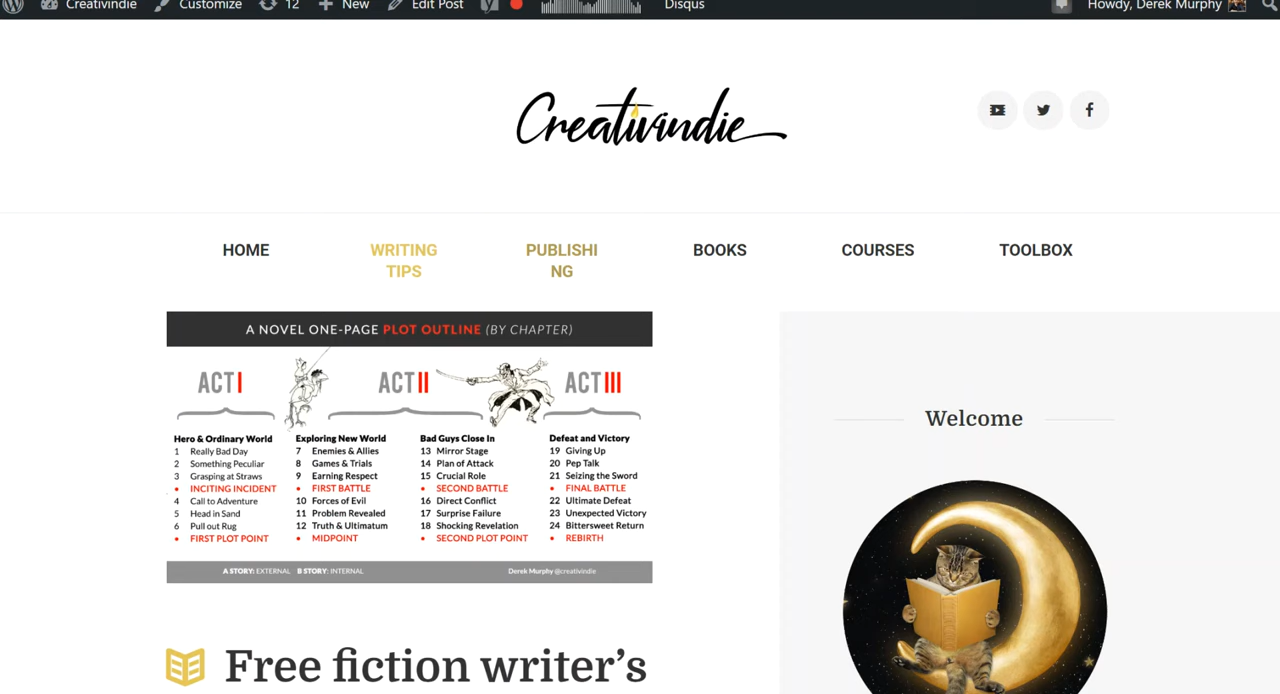 Creativindie Customize 12 New Edit Post Disqus Howdy, Derek Murphy
Creativindie
HOME WRITING TIPS PUBLISHING BOOKS COURSES TOOLBOX
A NOVEL ONE-PAGE PLOT OUTLINE (BY CHAPTER)
ACT I ACT II ACT III
Hero & Ordinary World
1 Really Bad Day
2 Something Peculiar
3 Grasping at Straws
• INCITING INCIDENT
4 Call to Adventure
5 Head in Sand
6 Pull out Rug
• FIRST PLOT POINT
Exploring New World
7 Enemies & Allies
8 Games & Trials
9 Earning Respect
• FIRST BATTLE
10 Forces of Evil
11 Problem Revealed
12 Truth & Ultimatum
• MIDPOINT
Bad Guys Close In
13 Mirror Stage
14 Plan of Attack
15 Crucial Role
• SECOND BATTLE
16 Direct Conflict
17 Surprise Failure
18 Shocking Revelation
• SECOND PLOT POINT
Defeat and Victory
19 Giving Up
20 Pep Talk
21 Seizing the Sword
• FINAL BATTLE
22 Ultimate Defeat
23 Unexpected Victory
24 Bittersweet Return
• REBIRTH
A STORY: EXTERNAL B STORY: INTERNAL Derek Murphy @creativindie
Free fiction writer's
Welcome